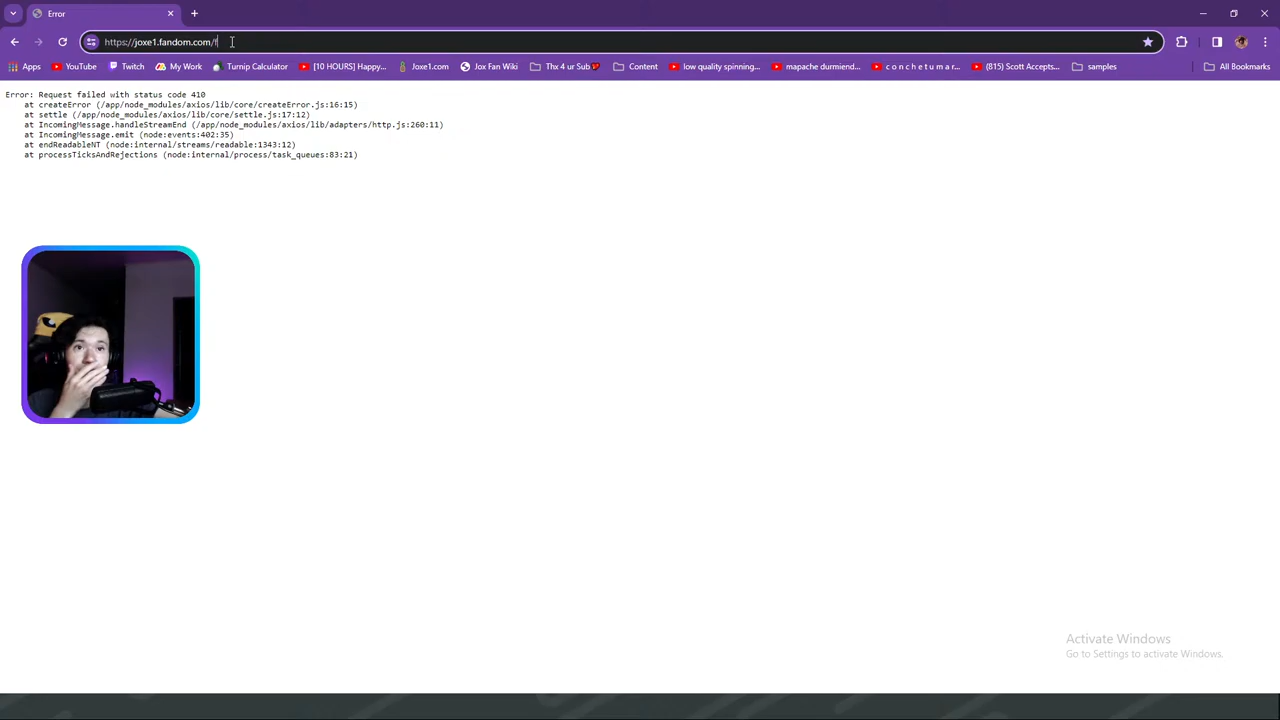 Error
https://joxe1.fandom.com/f
Apps
YouTube
Twitch
My Work
Turnip Calculator
[10 HOURS] Happy...
Joxe1.com
Jox Fan Wiki
Thx 4 ur Sub
Content
low quality spinning...
mapache durmiend...
c o n c h e t u m a r...
(815) Scott Accepts...
samples
All Bookmarks
Error: Request failed with status code 410
at createError (/app/node_modules/axios/lib/core/createError.js:16:15)
at settle (/app/node_modules/axios/lib/core/settle.js:17:12)
at IncomingMessage.handleStreamEnd (/app/node_modules/axios/lib/adapters/http.js:260:11)
at IncomingMessage.emit (node:events:402:35)
at endReadableNT (node:internal/streams/readable:1343:12)
at processTicksAndRejections (node:internal/process/task_queues:83:21)
Activate Windows
Go to Settings to activate Windows.